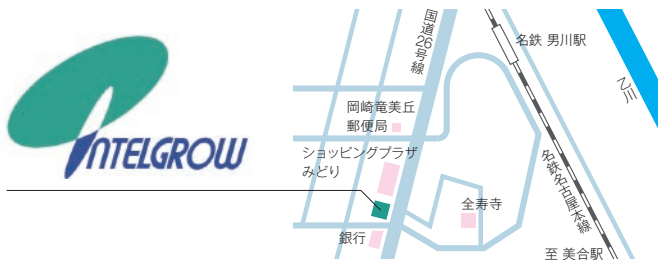 INTELGROW
国道26号線
名鉄 男川駅
乙川
岡崎竜美丘
郵便局
ショッピングプラザ
みどり
全寿寺
名鉄名古屋本線
銀行
至 美合駅